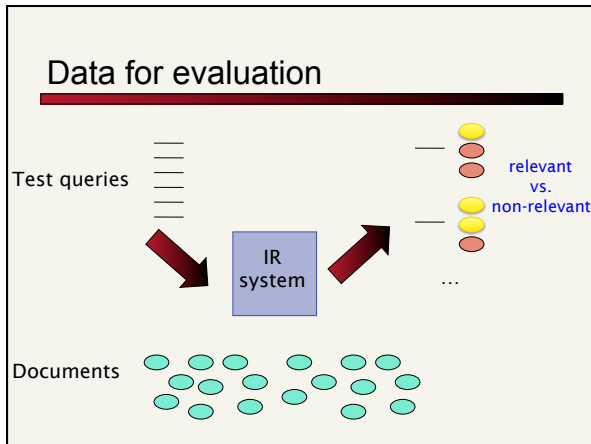 Data for evaluation
Test queries
relevant
vs.
non-relevant
IR
system
...
Documents